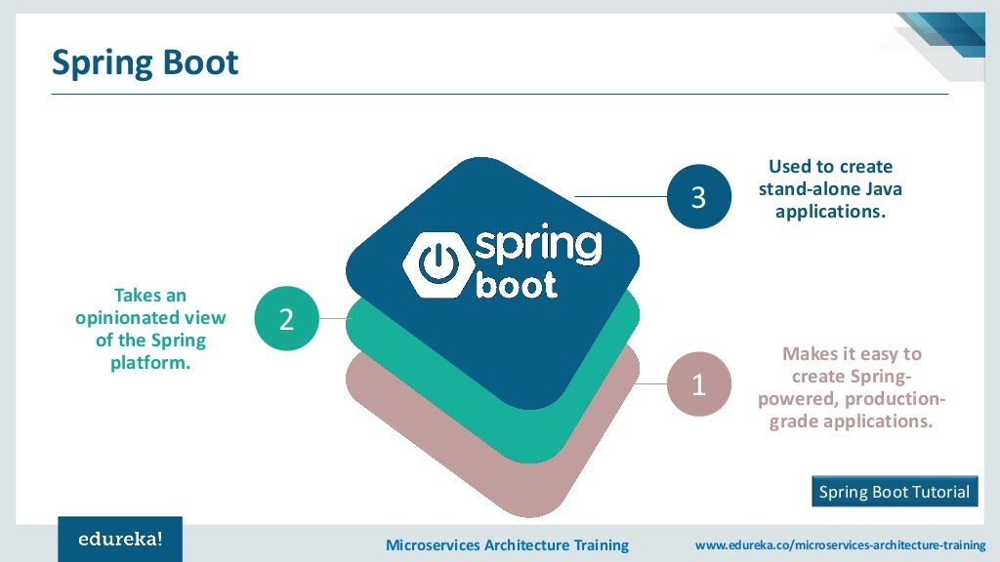 Spring Boot
3
Used to create
stand-alone Java
applications.
spring
boot
Takes an
opinionated view
of the Spring
platform.
2
1
Makes it easy to
create Spring-
powered, production-
grade applications.
Spring Boot Tutorial
edureka!
Microservices Architecture Training
www.edureka.co/microservices-architecture-training